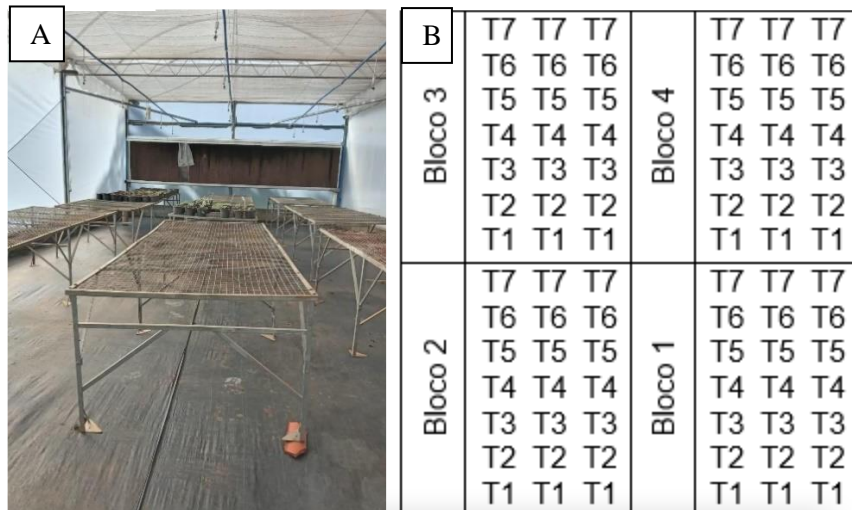 A
B
Bloco 3
T7 T7 T7
T6 T6 T6
T5 T5 T5
T4 T4 T4
T3 T3 T3
T2 T2 T2
T1 T1 T1
Bloco 4
T7 T7 T7
T6 T6 T6
T5 T5 T5
T4 T4 T4
T3 T3 T3
T2 T2 T2
T1 T1 T1
Bloco 2
T7 T7 T7
T6 T6 T6
T5 T5 T5
T4 T4 T4
T3 T3 T3
T2 T2 T2
T1 T1 T1
Bloco 1
T7 T7 T7
T6 T6 T6
T5 T5 T5
T4 T4 T4
T3 T3 T3
T2 T2 T2
T1 T1 T1